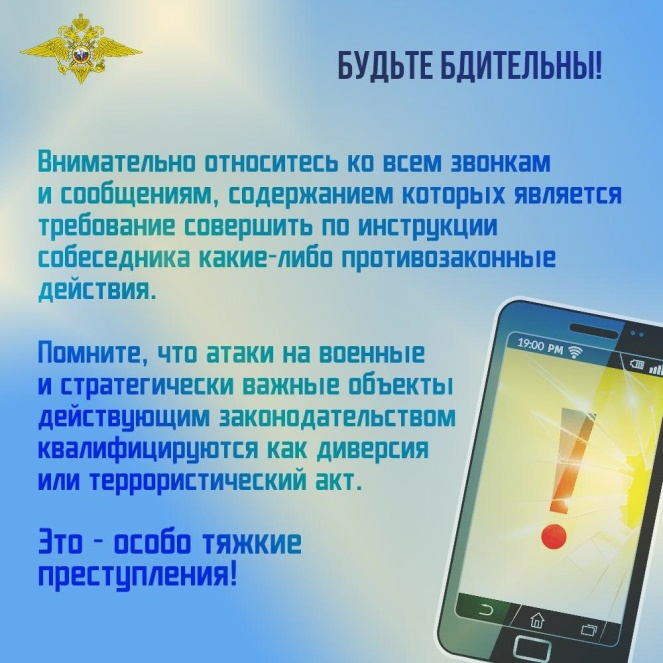 БУДЬТЕ БДИТЕЛЬНЫ!
Внимательно относитесь ко всем звонкам
и сообщениям, содержанием которых является
требование совершить по инструкции
собеседника какие-либо противозаконные
действия.
Помните, что атаки на военные
и стратегически важные объекты
действующим законодательством
квалифицируются как диверсия
или террористический акт.
Это - особо тяжкие
преступления!
19:00 PM